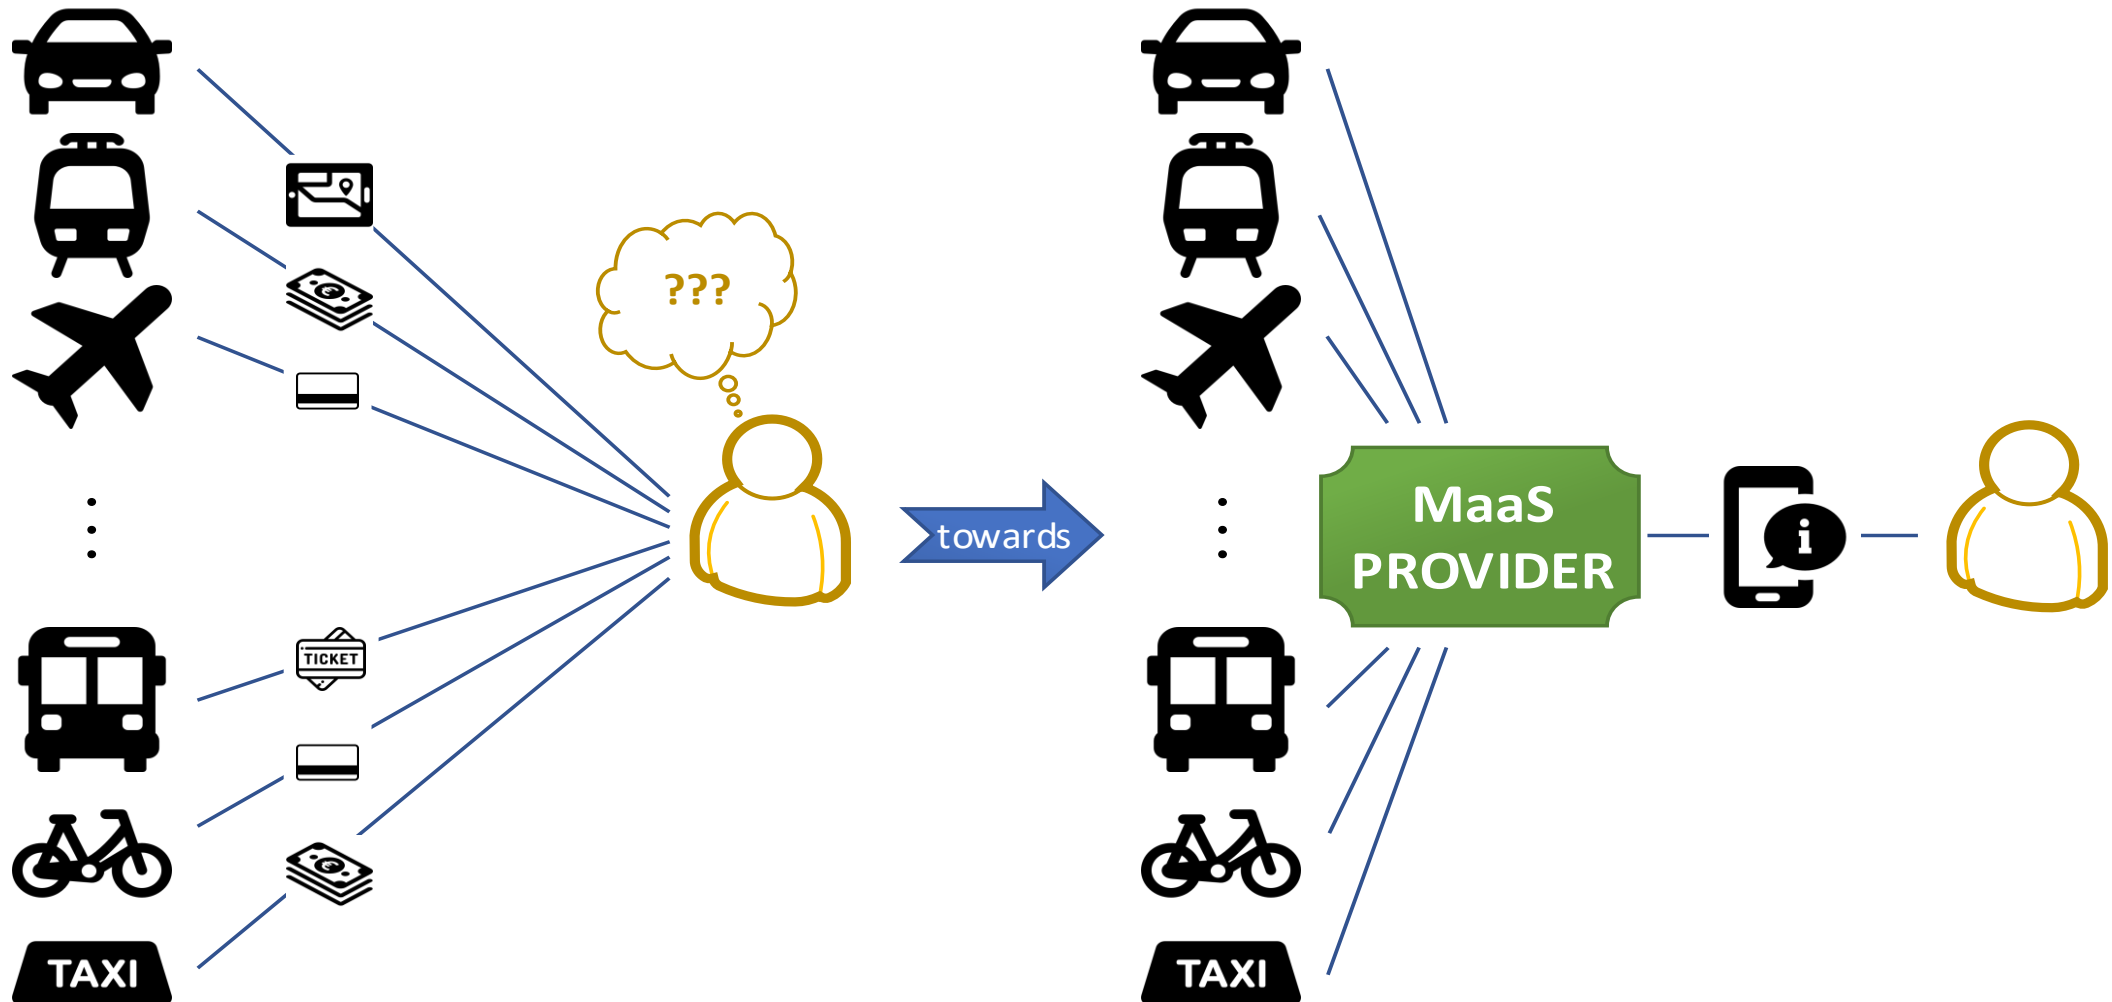 ???
TICKET
TAXI
towards
MaaS
PROVIDER
i
TAXI